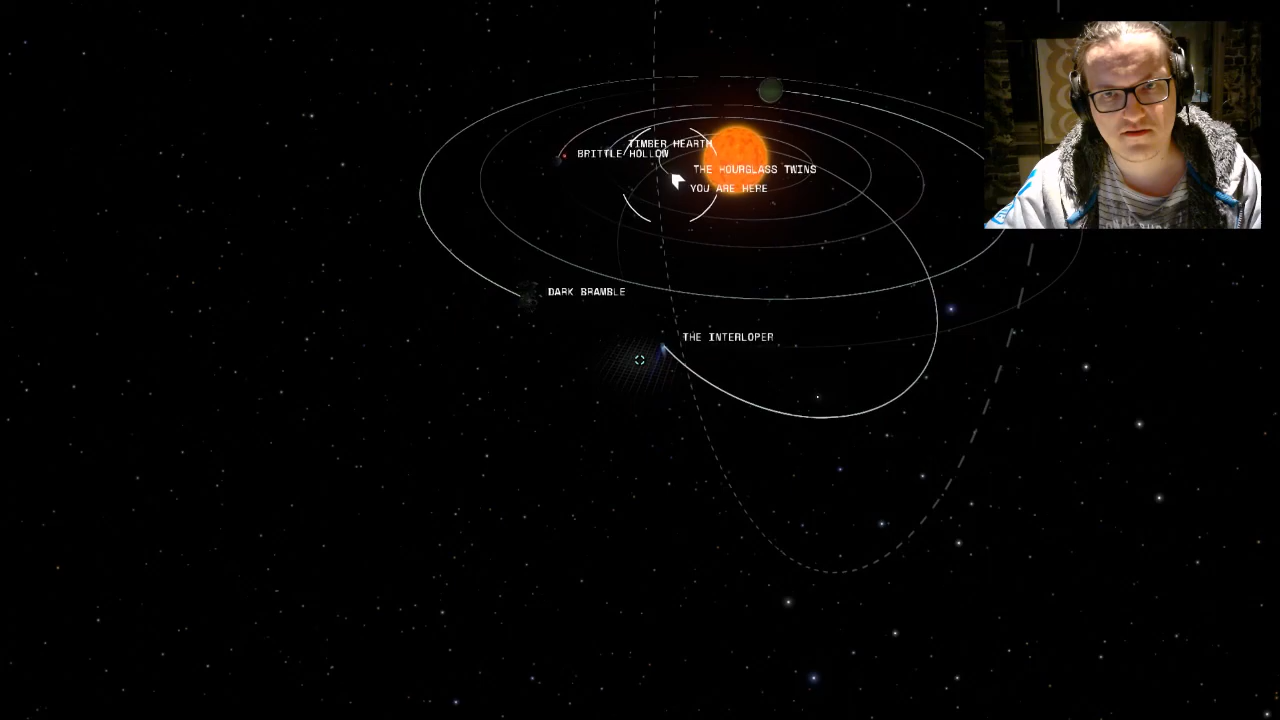 TIMBER HEARTH
BRITTLE HOLLOW
THE HOURGLASS TWINS
YOU ARE HERE
DARK BRAMBLE
THE INTERLOPER